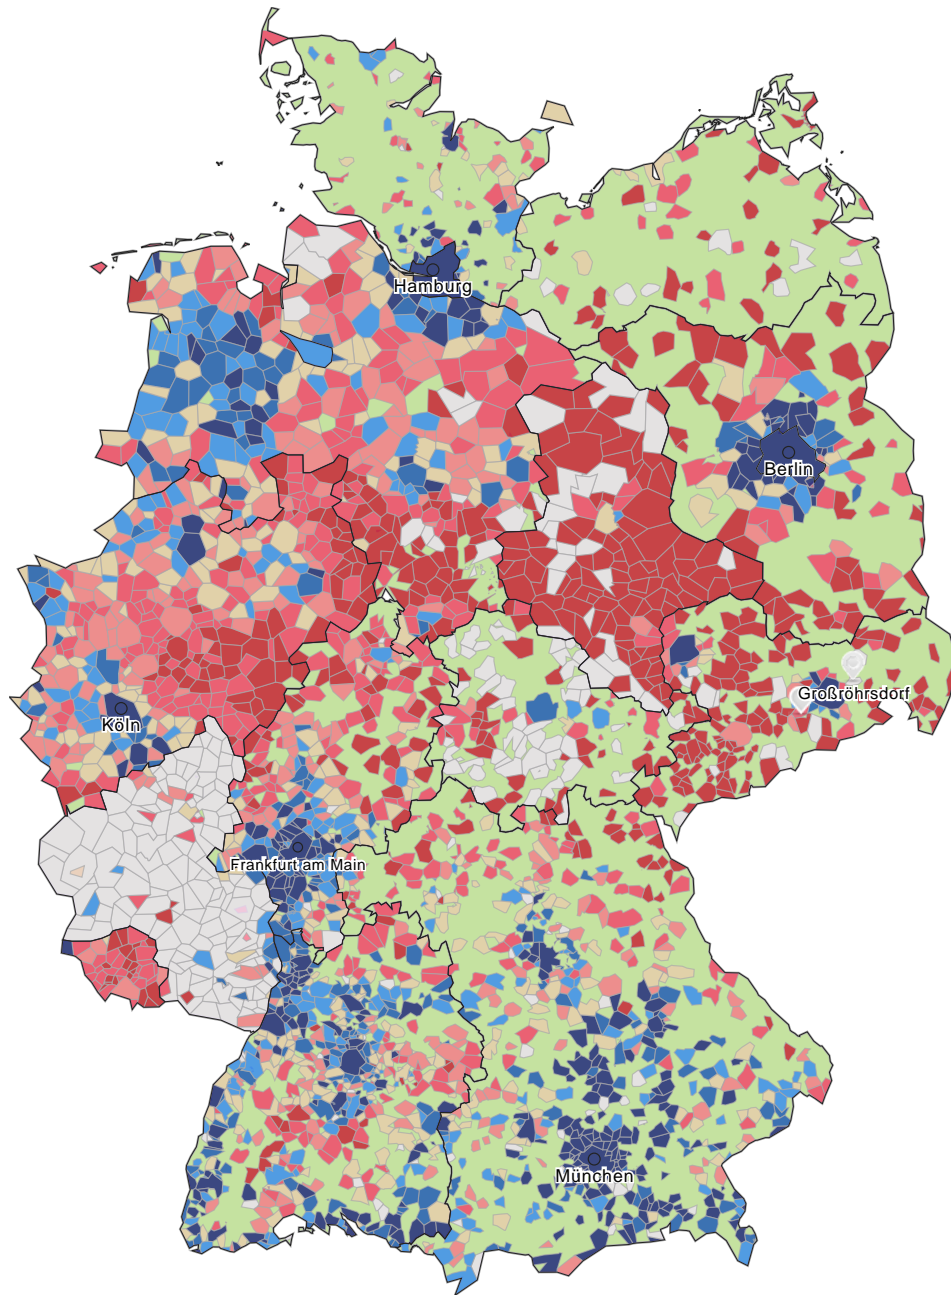 Hamburg
Berlin
Großröhrsdorf
Köln
Frankfurt am Main
München